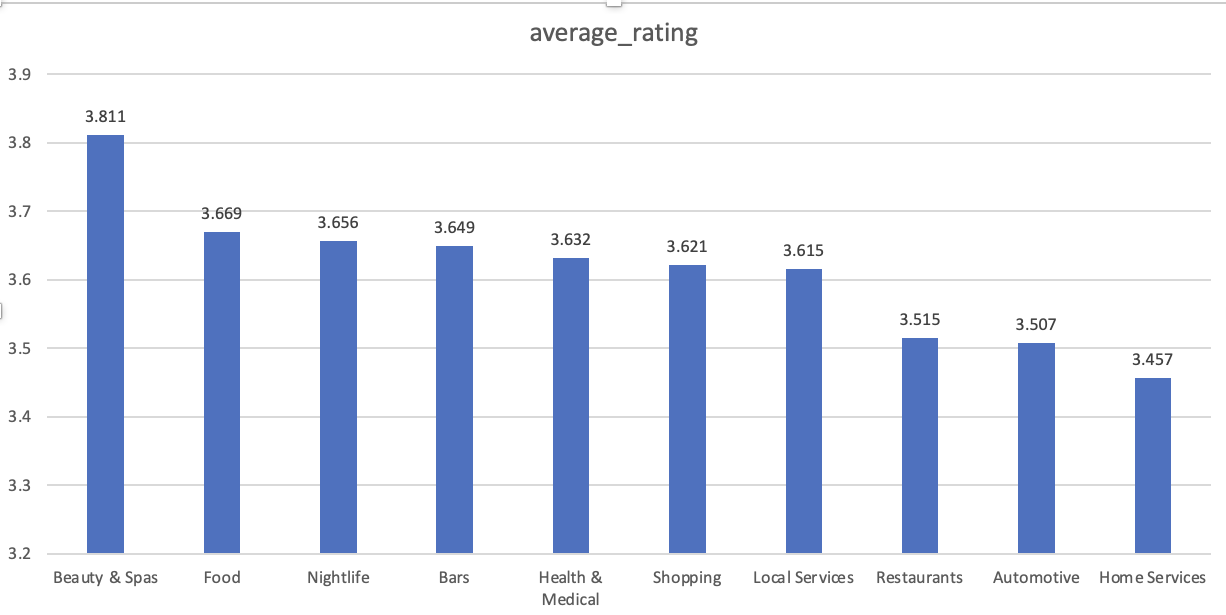 average_rating
3.9
3.8
3.7
3.6
3.5
3.4
3.3
3.2
3.811
3.669
3.656
3.649
3.632
3.621
3.615
3.515
3.507
3.457
Beauty & Spas
Food
Nightlife
Bars
Health &
Medical
Shopping
Local Services
Restaurants
Automotive
Home Services